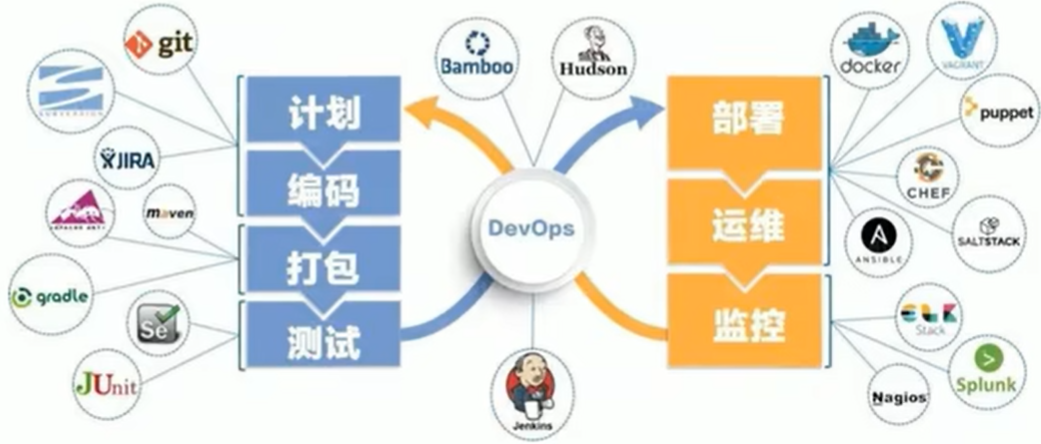 git
SUBVERSION
JIRA
APACHE ANT
maven
gradle
Se
JUnit
计划
编码
打包
测试
Bamboo
Hudson
DevOps
Jenkins
部署
运维
监控
docker
VAGRANT
puppet
CHEF
ANSIBLE
SALTSTACK
ELK
Stack
Splunk
Nagios